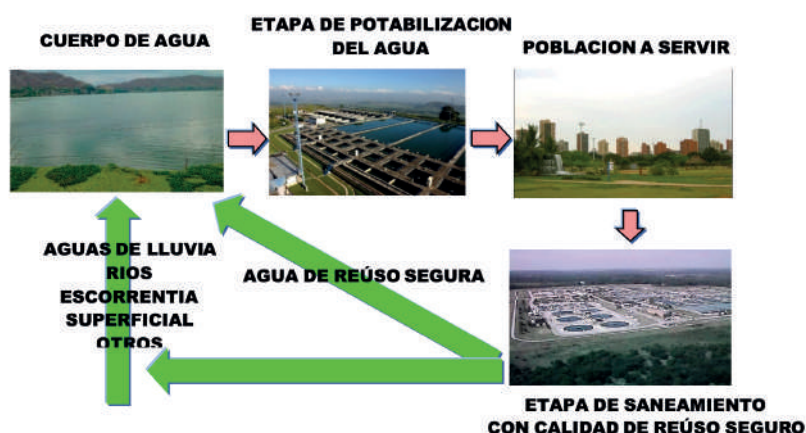 CUERPO DE AGUA
ETAPA DE POTABILIZACION
DEL AGUA
POBLACION A SERVIR
AGUAS DE LLUVIA
RIOS
ESCORRENTIA
SUPERFICIAL
OTROS
AGUA DE REÚSO SEGURA
ETAPA DE SANEAMIENTO
CON CALIDAD DE REÚSO SEGURO